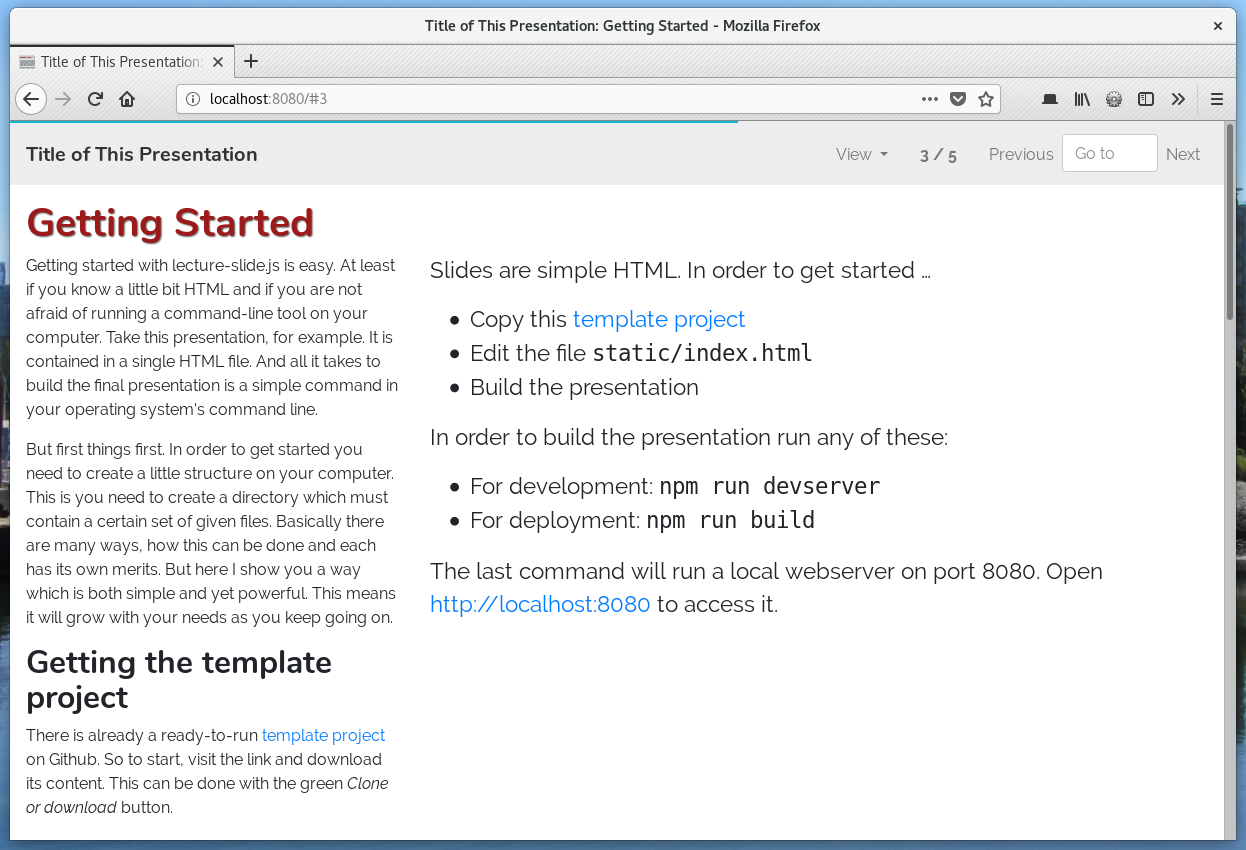 Title of This Presentation: Getting Started - Mozilla Firefox
Title of This Presentation:
localhost:8080/#3
Title of This Presentation
View
3 / 5
Previous
Go to
Next
Getting Started
Getting started with lecture-slide.js is easy. At least
if you know a little bit HTML and if you are not
afraid of running a command-line tool on your
computer. Take this presentation, for example. It is
contained in a single HTML file. And all it takes to
build the final presentation is a simple command in
your operating system's command line.
But first things first. In order to get started you
need to create a little structure on your computer.
This is you need to create a directory which must
contain a certain set of given files. Basically there
are many ways, how this can be done and each
has its own merits. But here I show you a way
which is both simple and yet powerful. This means
it will grow with your needs as you keep going on.
Getting the template
project
There is already a ready-to-run template project
on Github. So to start, visit the link and download
its content. This can be done with the green Clone
or download button.
Slides are simple HTML. In order to get started …
Copy this template project
Edit the file static/index.html
Build the presentation
In order to build the presentation run any of these:
For development: npm run devserver
For deployment: npm run build
The last command will run a local webserver on port 8080. Open
http://localhost:8080 to access it.